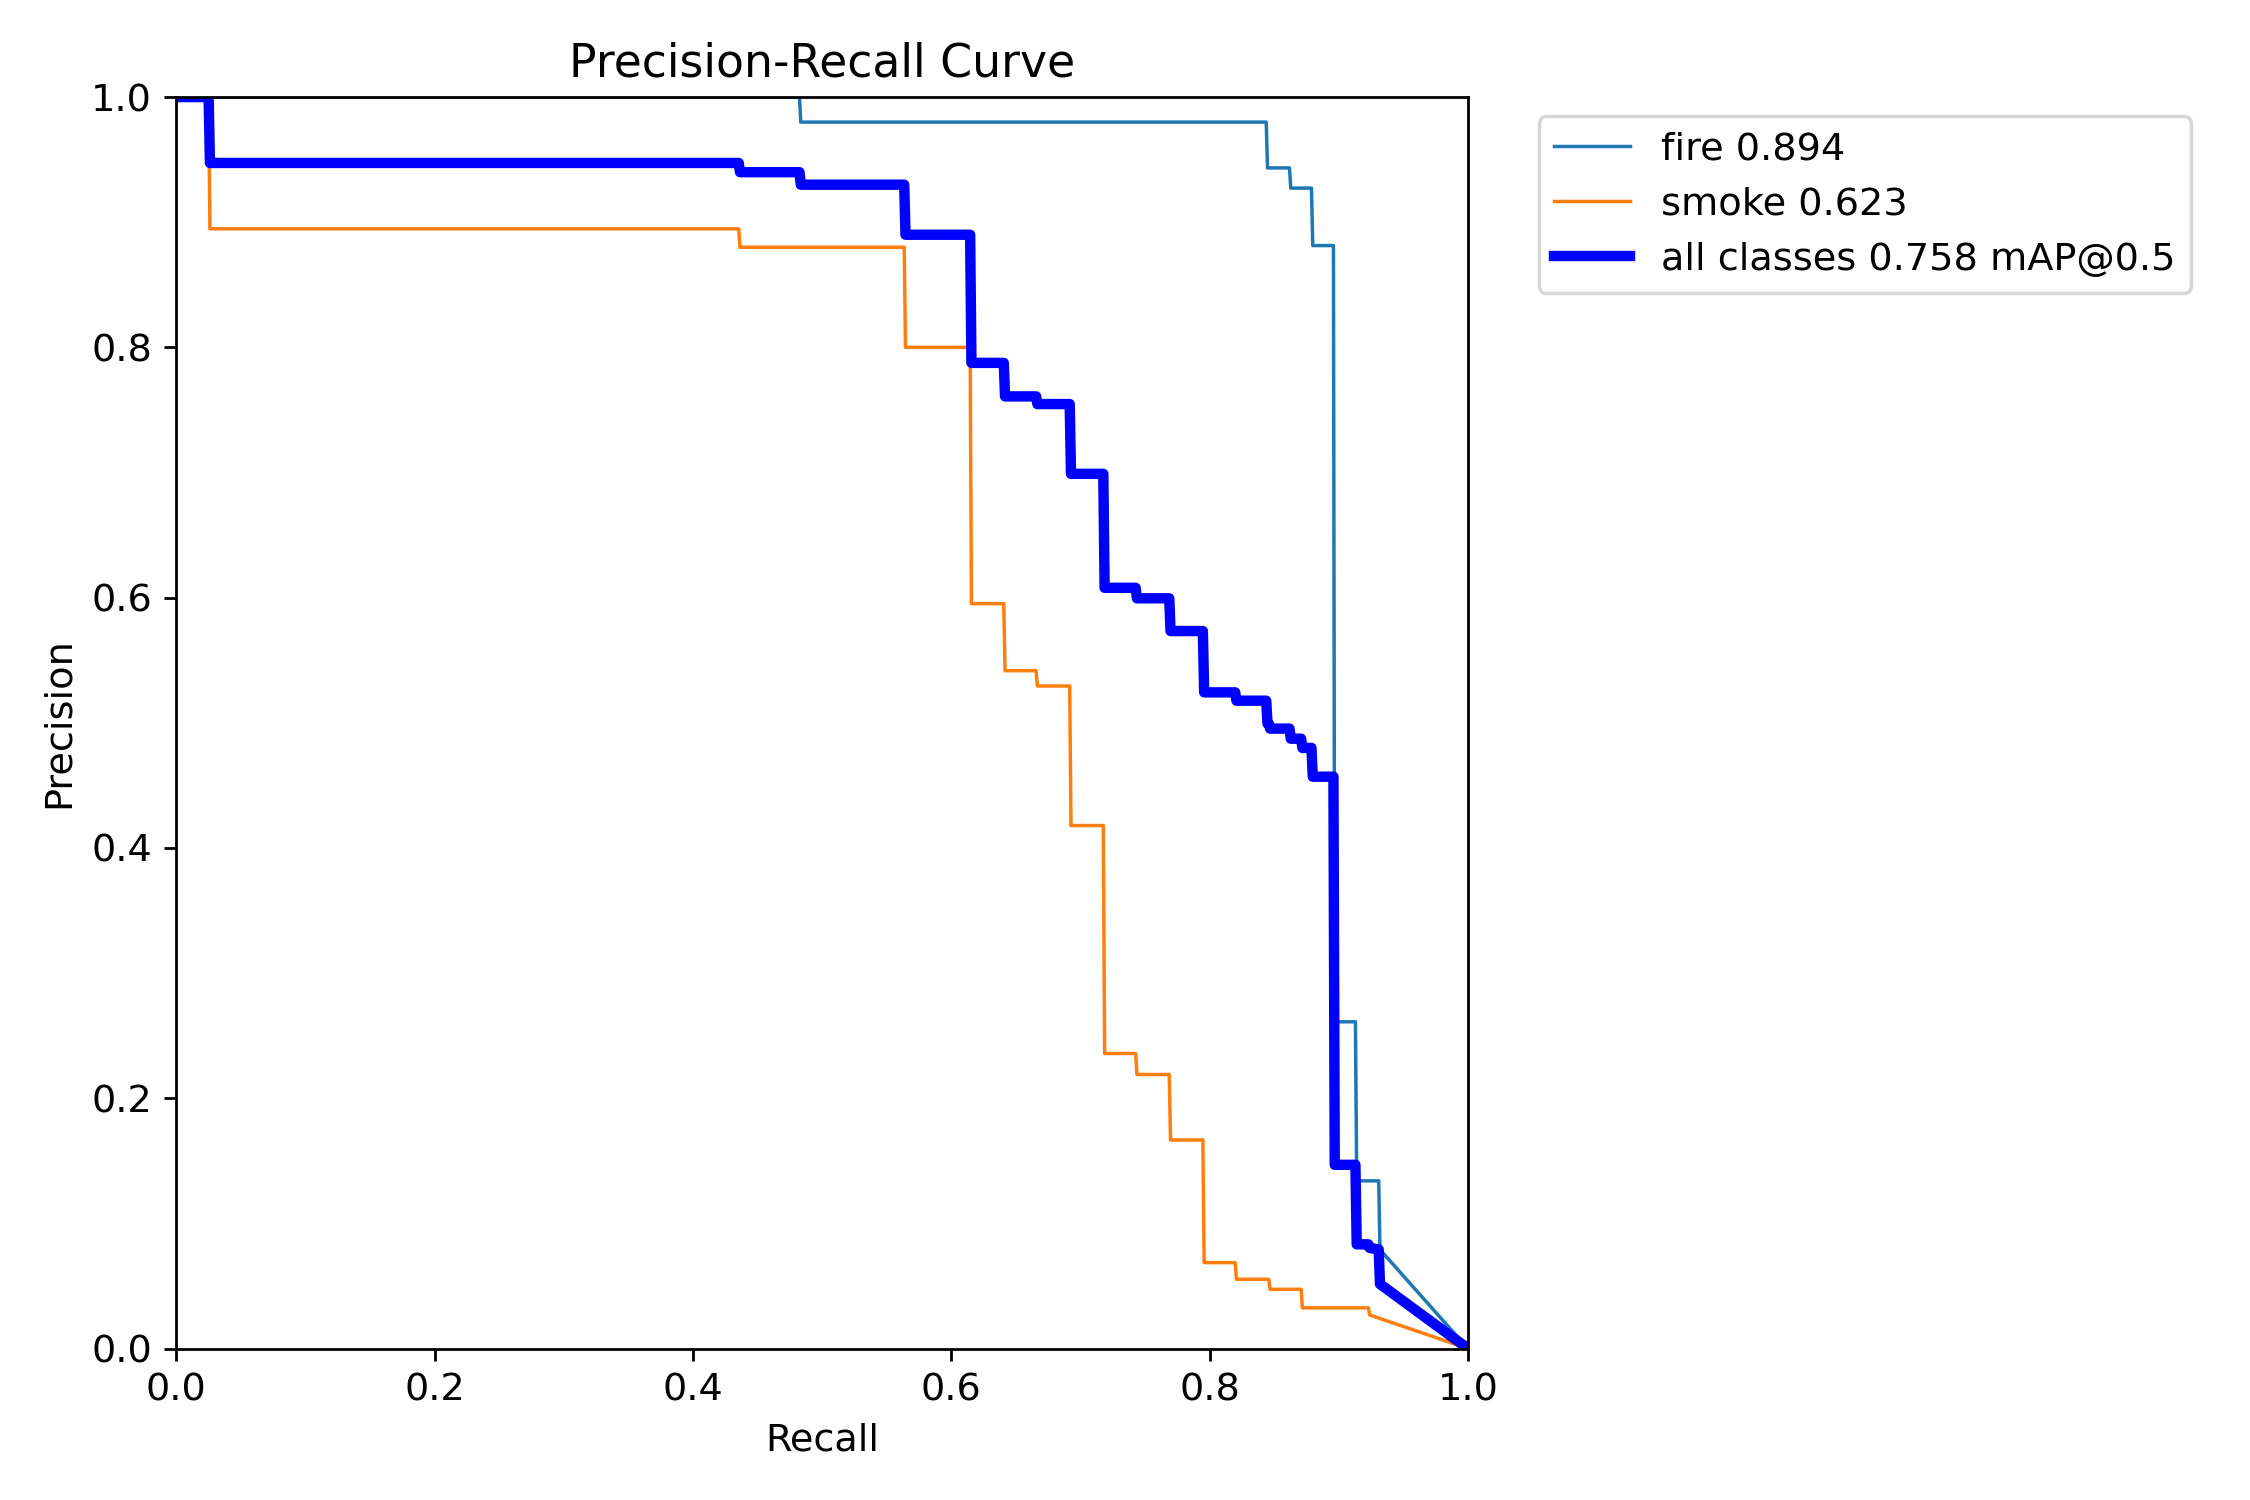 Precision-Recall Curve
fire 0.894
smoke 0.623
all classes 0.758 mAP@0.5
1.0
0.8
0.6
0.4
0.2
0.0
Precision
0.0 0.2 0.4 0.6 0.8 1.0
Recall